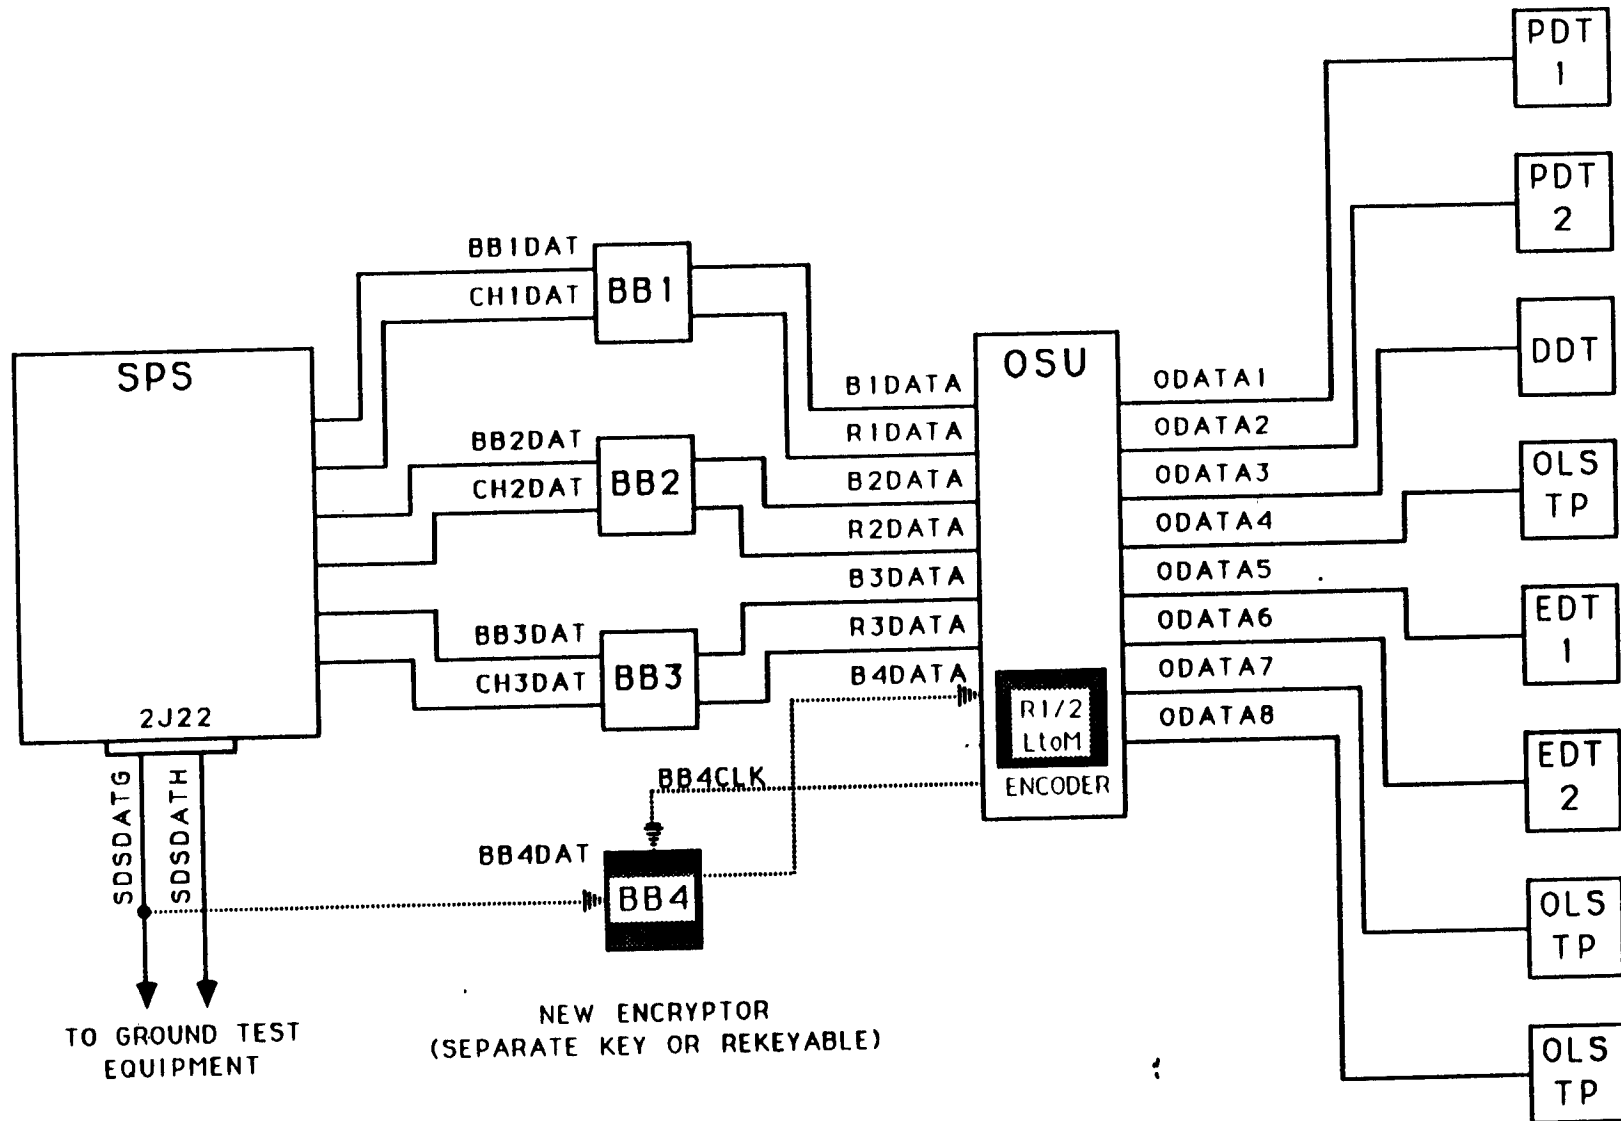 PDT
1
PDT
2
DDT
OLS
TP
EDT
1
EDT
2
OLS
TP
OLS
TP
SPS
2J22
SDSDATG
SDSDATH
TO GROUND TEST
EQUIPMENT
BB1DAT
CH1DAT
BB1
BB2DAT
CH2DAT
BB2
BB3DAT
CH3DAT
BB3
BB4CLK
BB4DAT
BB4
NEW ENCRYPTOR
(SEPARATE KEY OR REKEYABLE)
B1DATA
R1DATA
B2DATA
R2DATA
B3DATA
R3DATA
B4DATA
OSU
R1/2
LtoM
ENCODER
ODATA1
ODATA2
ODATA3
ODATA4
ODATA5
ODATA6
ODATA7
ODATA8